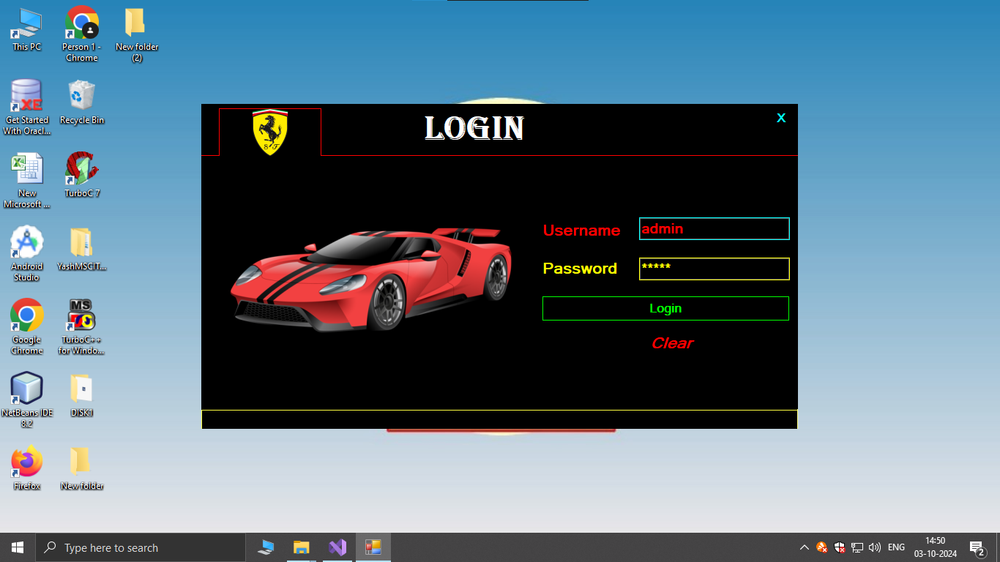 This PC
Person 1 -
Chrome
New folder
(2)
XE
Get Started
With Oracl...
Recycle Bin
New
Microsoft ...
TurboC 7
Android
Studio
YashMSCIT...
Google
Chrome
MS
TurboC++
for Windo...
NetBeans IDE
8.2
DISK1
Firefox
New folder
LOGIN
X
S F
Username
admin
Password
*****
Login
Clear
Type here to search
ENG
14:50
03-10-2024
2